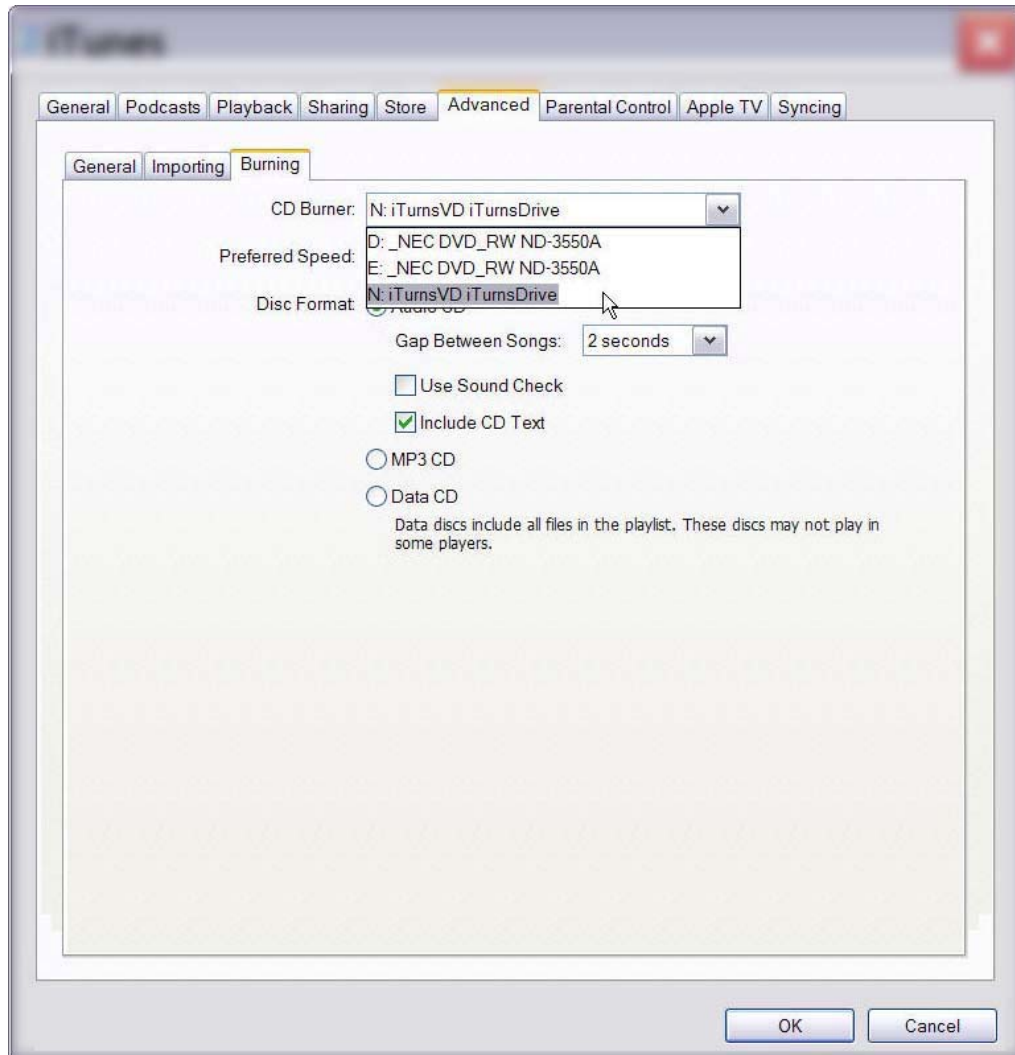 iTunes
General Podcasts Playback Sharing Store Advanced Parental Control Apple TV Syncing
General Importing Burning
CD Burner: N: iTurnsVD iTurnsDrive
D: _NEC DVD_RW ND-3550A
Preferred Speed:
E: _NEC DVD_RW ND-3550A
N: iTurnsVD iTurnsDrive
Disc Format Audio CD
Gap Between Songs: 2 seconds
Use Sound Check
Include CD Text
MP3 CD
Data CD
Data discs include all files in the playlist. These discs may not play in
some players.
OK Cancel